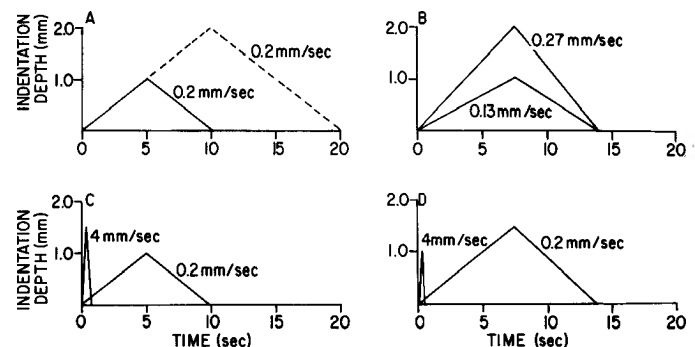 A
INDENTATION DEPTH (mm)
2.0
1.0
0.2 mm/sec
0.2 mm/sec
0 5 10 15 20
B
2.0
1.0
0.27 mm/sec
0.13 mm/sec
0 5 10 15 20
C
INDENTATION DEPTH (mm)
2.0
1.0
4 mm/sec
0.2 mm/sec
0 5 10 15 20
TIME (sec)
D
2.0
1.0
4mm/sec
0.2 mm/sec
0 5 10 15 20
TIME (sec)